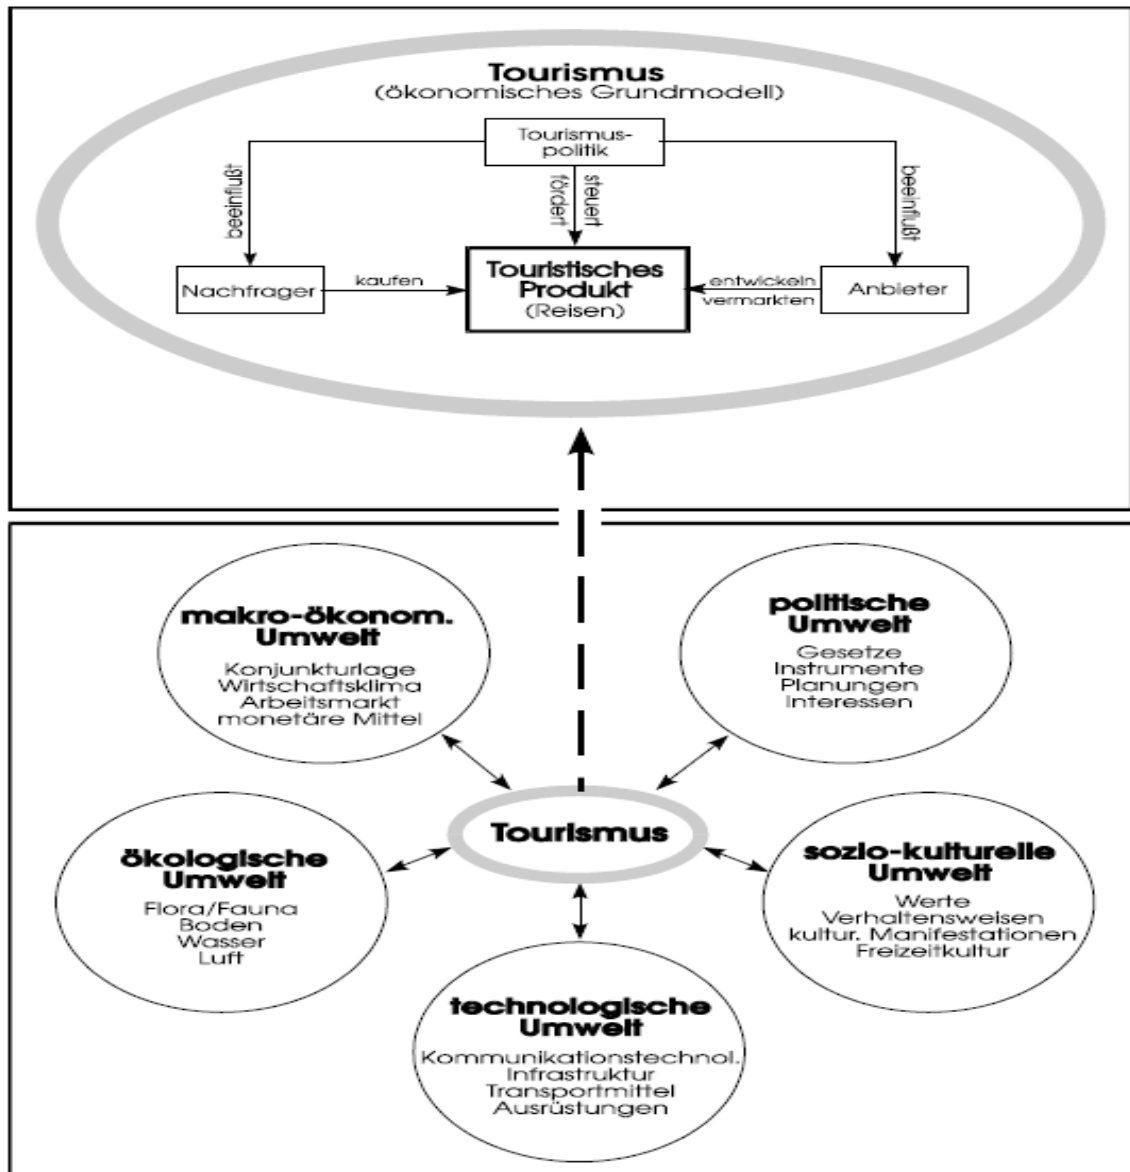 Tourismus
(ökonomisches Grundmodell)
Tourismus-
politik
beeinflußt
fördert
steuert
beeinflußt
Nachfrager
kaufen
Touristisches
Produkt
(Reisen)
entwickeln
vermarkten
Anbieter
makro-ökonom.
Umwelt
Konjunkturlage
Wirtschaftsklima
Arbeitsmarkt
monetäre Mittel
politische
Umwelt
Gesetze
Instrumente
Planungen
Interessen
Tourismus
ökologische
Umwelt
Flora/Fauna
Boden
Wasser
Luft
sozio-kulturelle
Umwelt
Werte
Verhaltensweisen
kultur. Manifestationen
Freizeitkultur
technologische
Umwelt
Kommunikationstechnol.
Infrastruktur
Transportmittel
Ausrüstungen